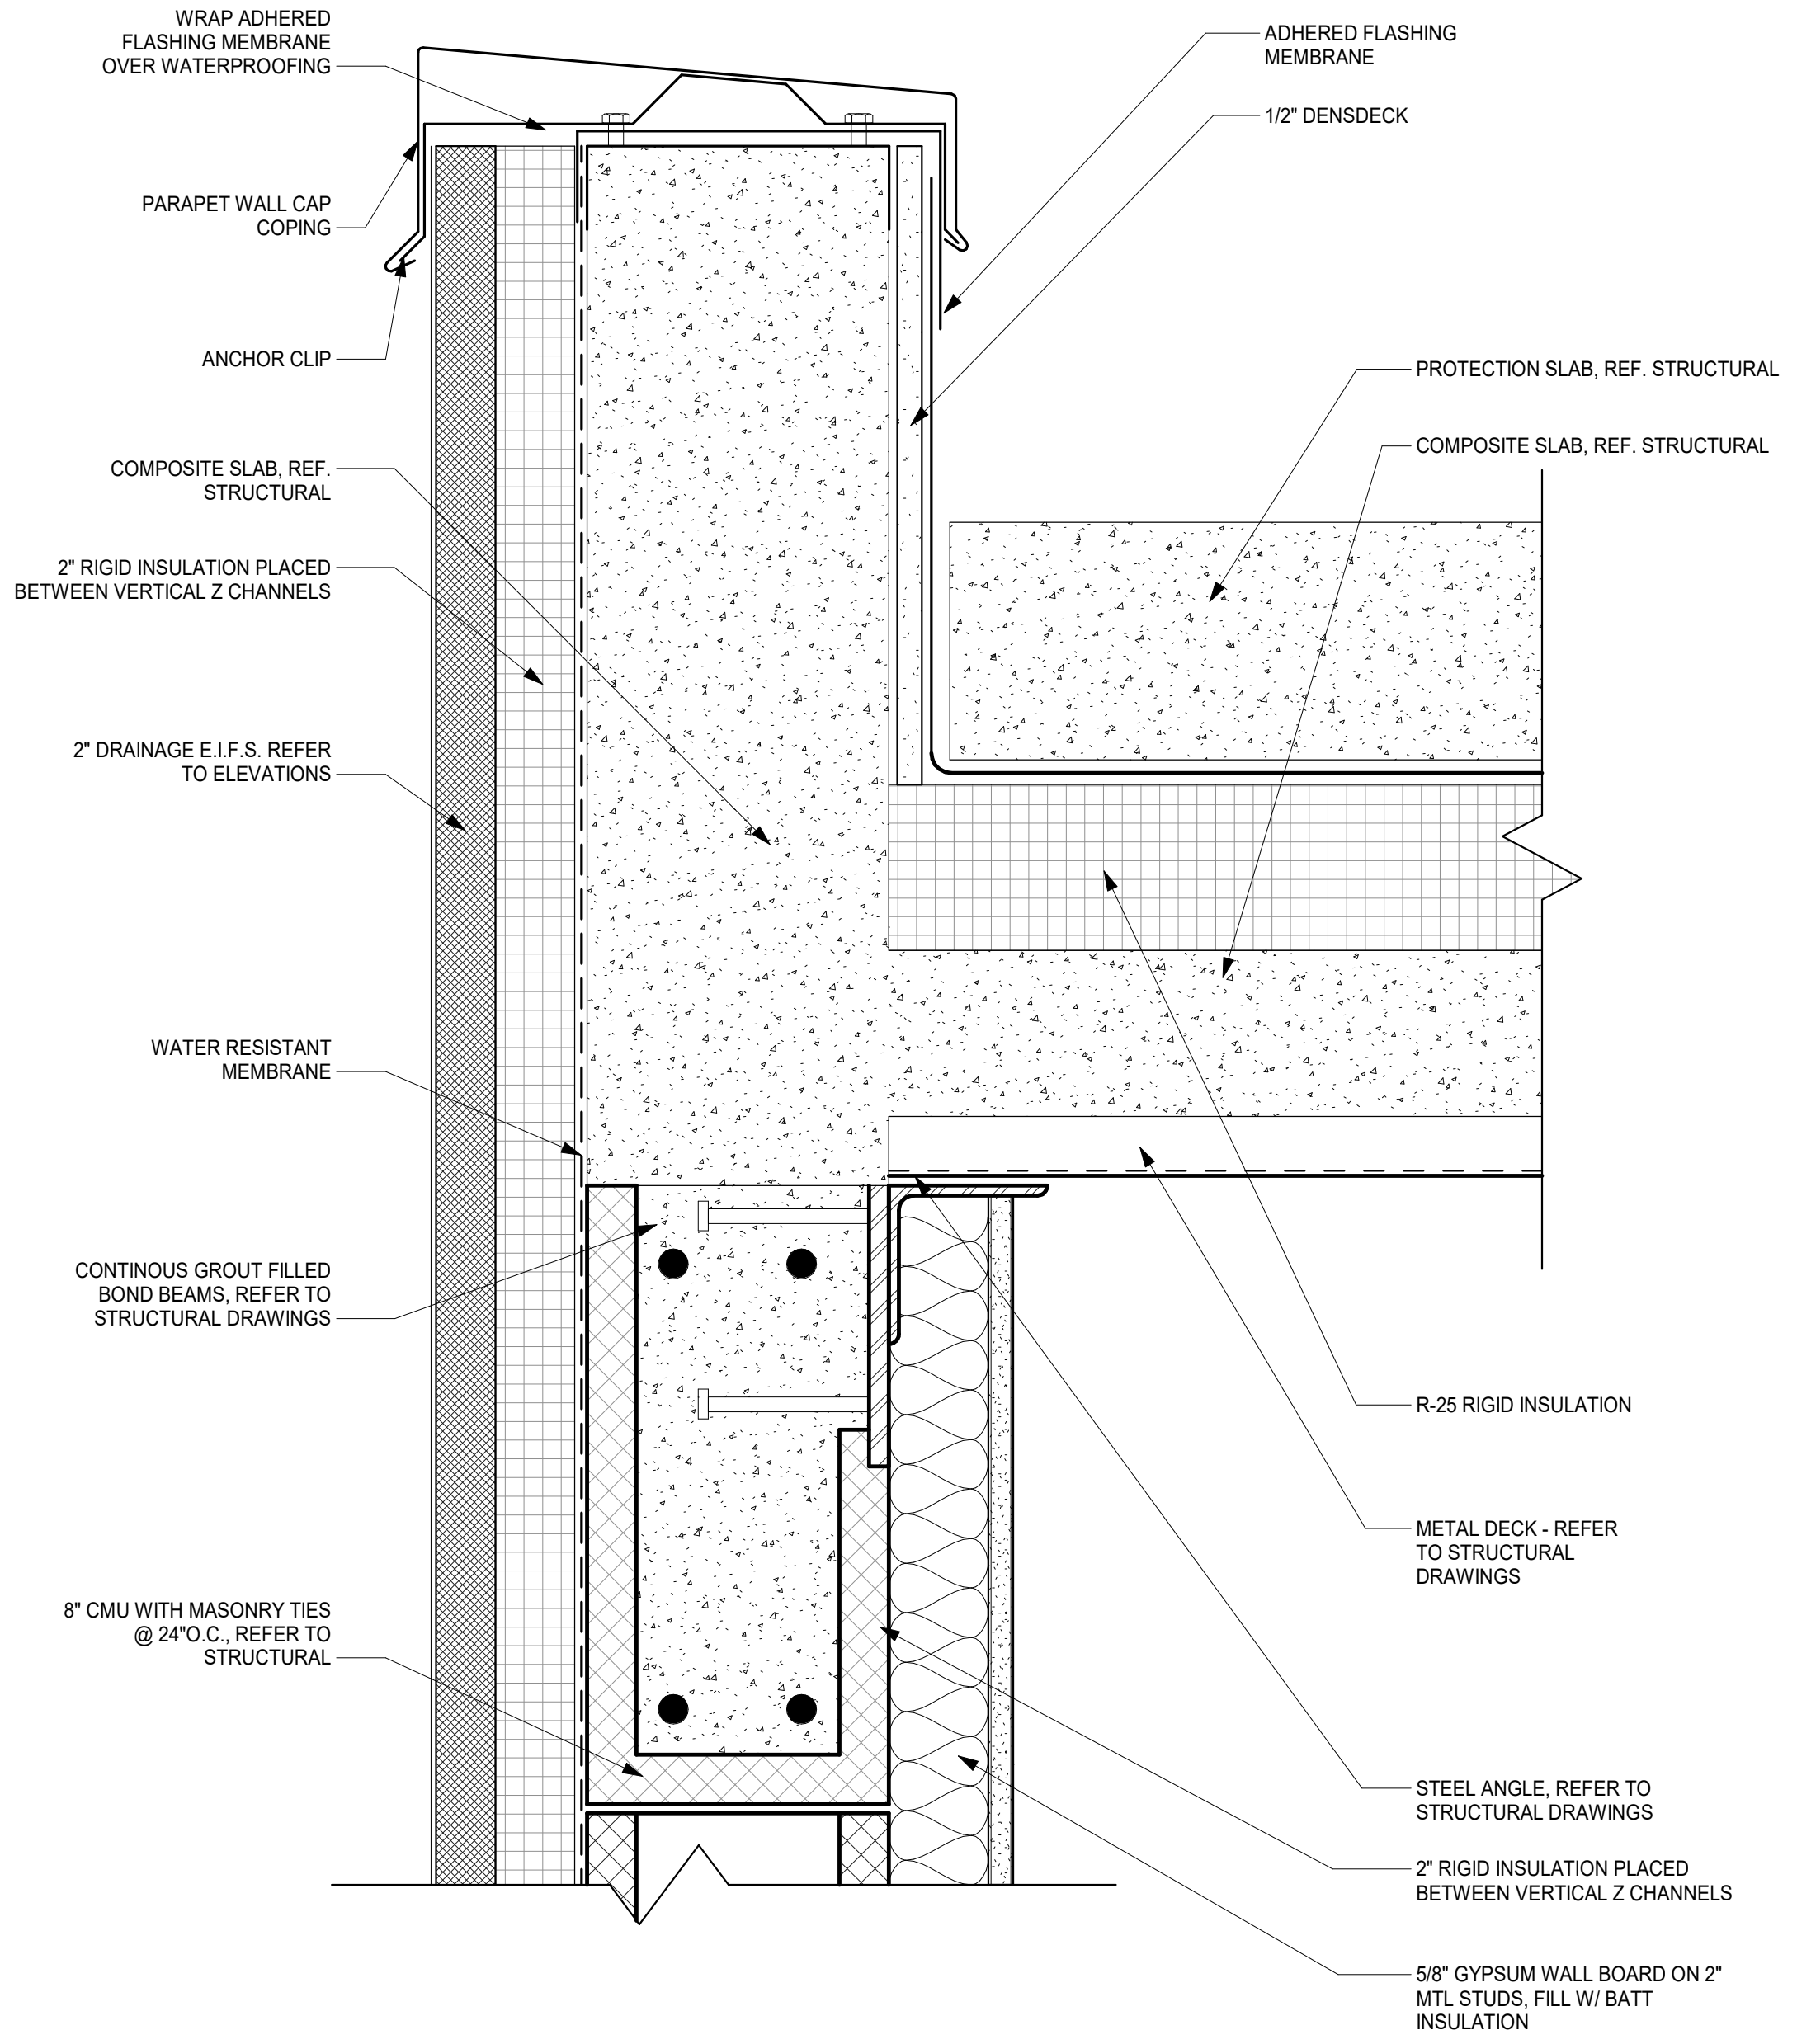 WRAP ADHERED
FLASHING MEMBRANE
OVER WATERPROOFING
PARAPET WALL CAP
COPING
ANCHOR CLIP
COMPOSITE SLAB, REF.
STRUCTURAL
2" RIGID INSULATION PLACED
BETWEEN VERTICAL Z CHANNELS
2" DRAINAGE E.I.F.S. REFER
TO ELEVATIONS
WATER RESISTANT
MEMBRANE
CONTINOUS GROUT FILLED
BOND BEAMS, REFER TO
STRUCTURAL DRAWINGS
8" CMU WITH MASONRY TIES
@ 24"O.C., REFER TO
STRUCTURAL
ADHERED FLASHING
MEMBRANE
1/2" DENSDECK
PROTECTION SLAB, REF. STRUCTURAL
COMPOSITE SLAB, REF. STRUCTURAL
R-25 RIGID INSULATION
METAL DECK - REFER
TO STRUCTURAL
DRAWINGS
STEEL ANGLE, REFER TO
STRUCTURAL DRAWINGS
2" RIGID INSULATION PLACED
BETWEEN VERTICAL Z CHANNELS
5/8" GYPSUM WALL BOARD ON 2"
MTL STUDS, FILL W/ BATT
INSULATION